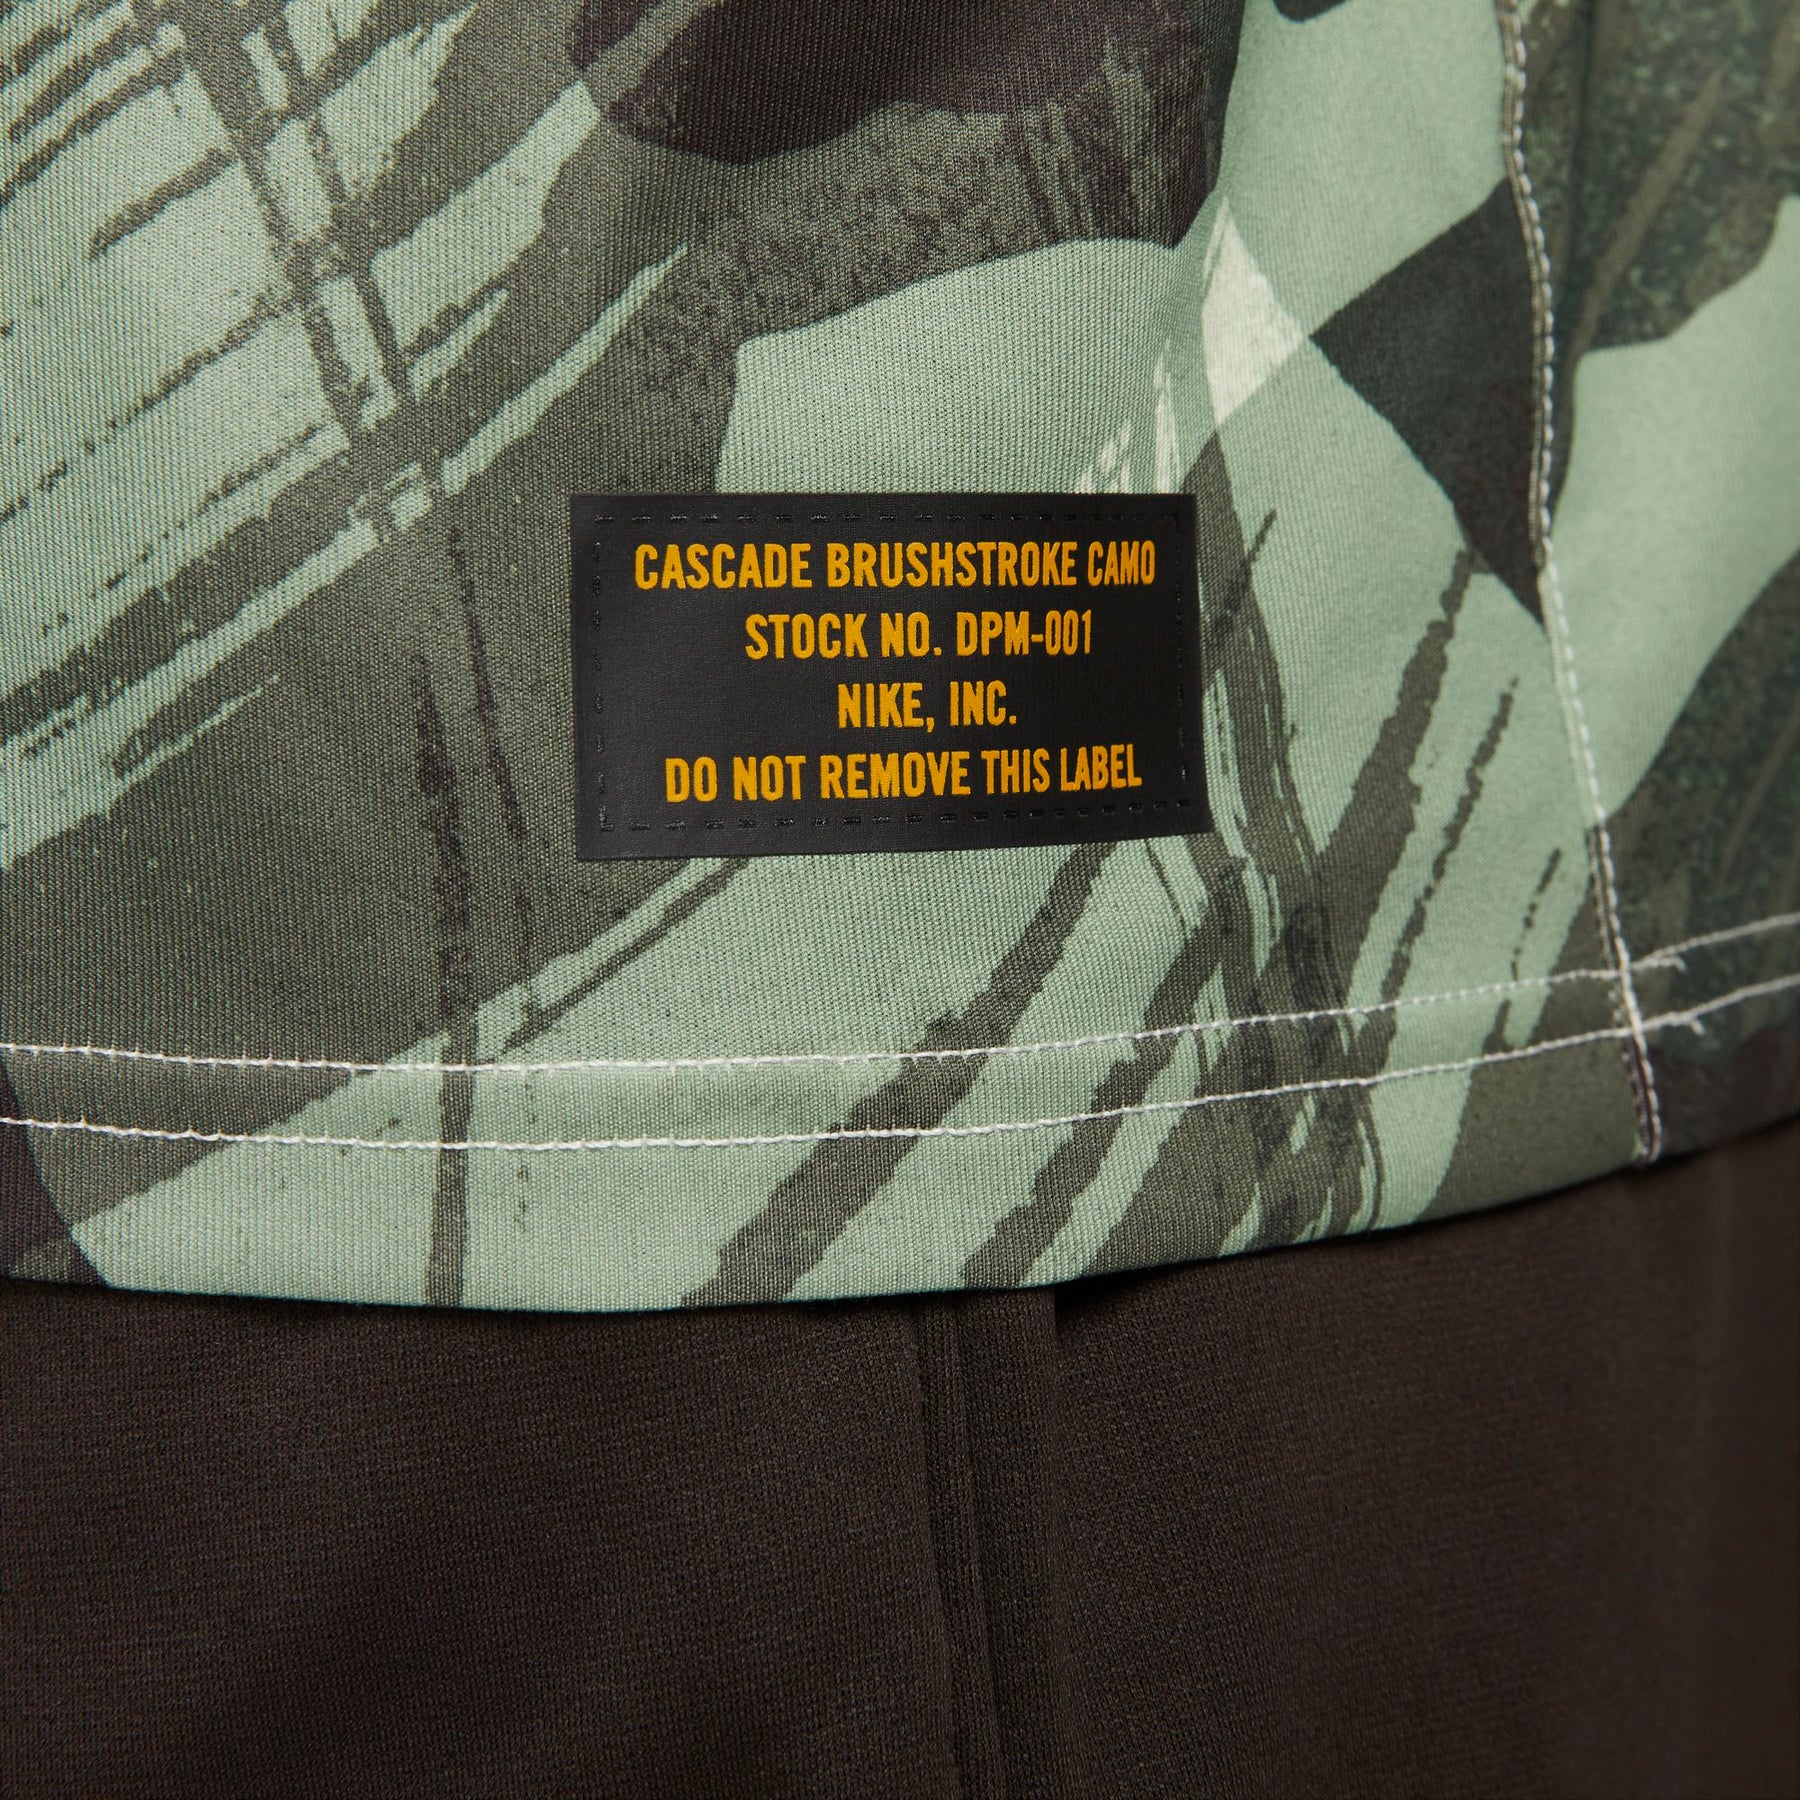 CASCADE BRUSHSTROKE CAMO
STOCK NO. DPM-001
NIKE, INC.
DO NOT REMOVE THIS LABEL